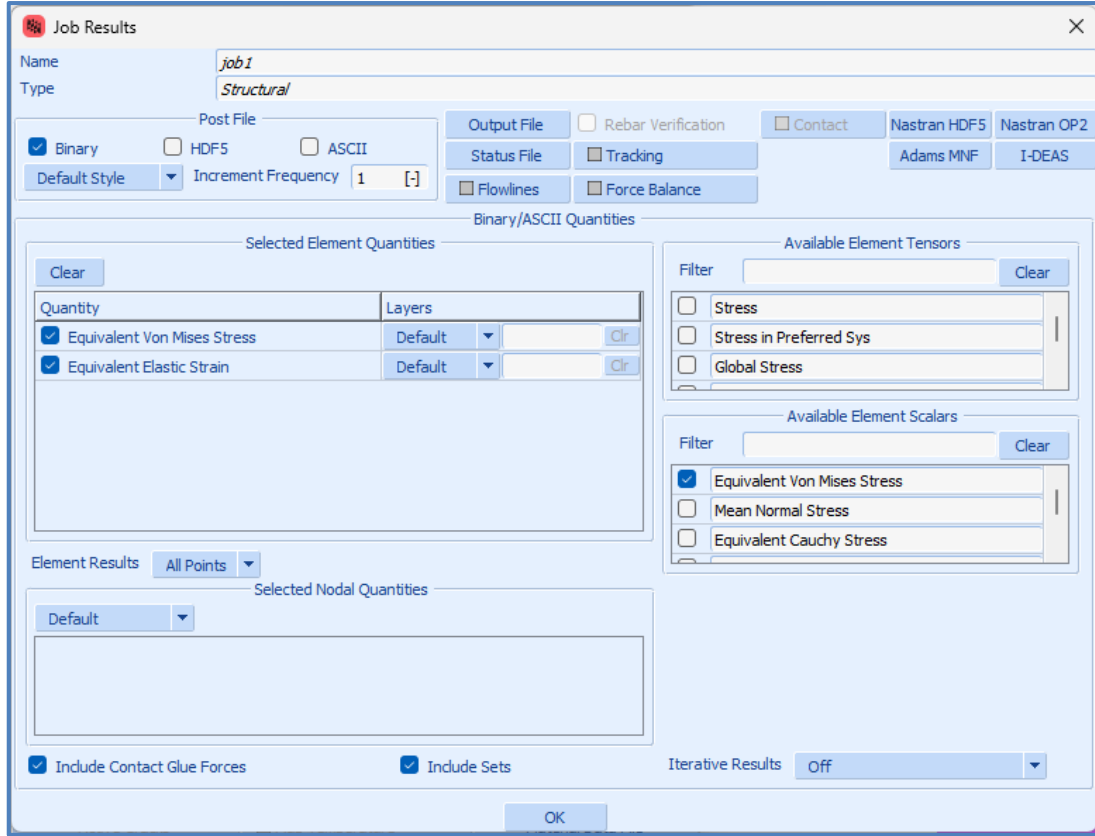 Job Results
Name job1
Type Structural
Post File
Binary HDF5 ASCII
Default Style Increment Frequency 1 [-]
Output File Rebar Verification Contact Nastran HDF5 Nastran OP2
Status File Tracking Adams MNF I-DEAS
Flowlines Force Balance
Binary/ASCII Quantities
Selected Element Quantities
Clear
Quantity Layers
Equivalent Von Mises Stress Default Clr
Equivalent Elastic Strain Default Clr
Available Element Tensors
Filter Clear
Stress
Stress in Preferred Sys
Global Stress
Available Element Scalars
Filter Clear
Equivalent Von Mises Stress
Mean Normal Stress
Equivalent Cauchy Stress
Element Results All Points
Selected Nodal Quantities
Default
Include Contact Glue Forces Include Sets Iterative Results Off
OK